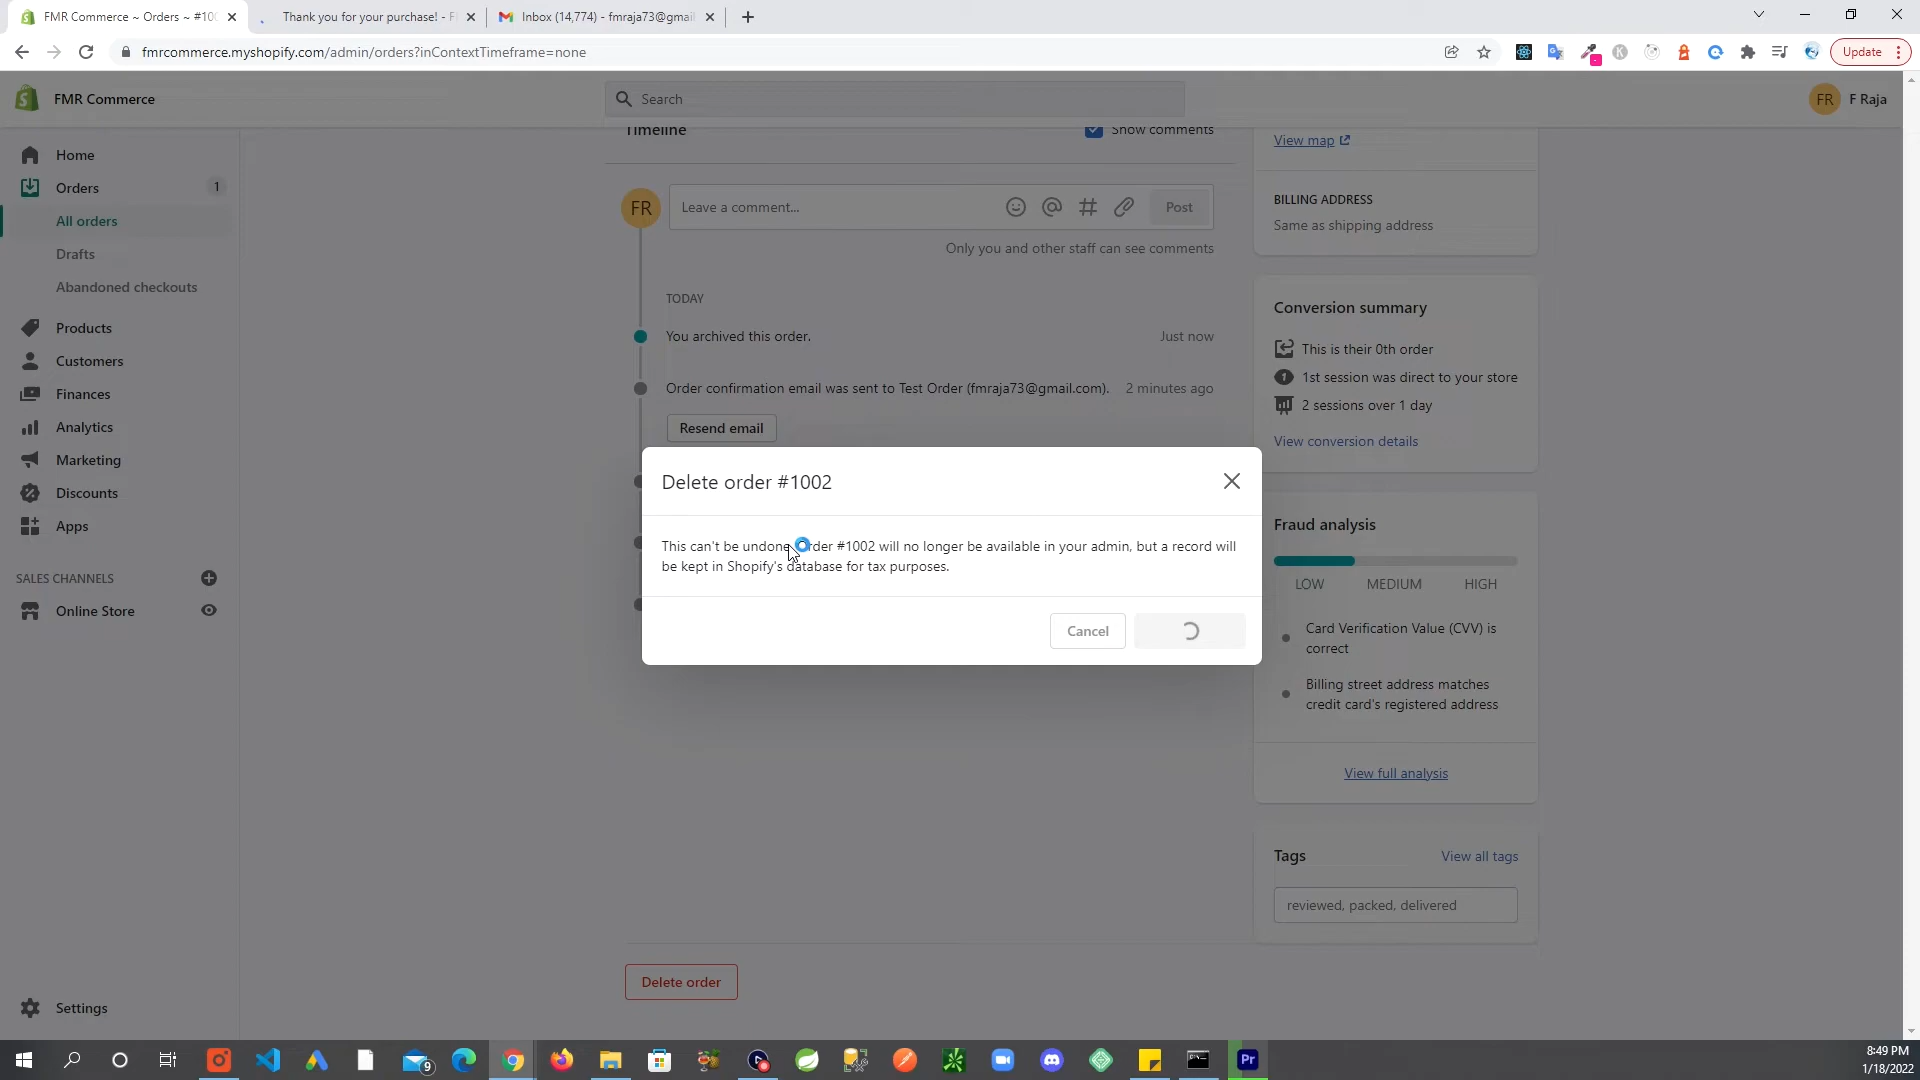 FMR Commerce ~ Orders ~ #100
Thank you for your purchase! - F
Inbox (14,774) - fmraja73@gmai
fmrcommerce.myshopify.com/admin/orders?inContextTimeframe=none
Update
FMR Commerce
Search
FR
F Raja
Home
Orders
1
All orders
Drafts
Abandoned checkouts
Products
Customers
Finances
Analytics
Marketing
Discounts
Apps
SALES CHANNELS
Online Store
Settings
Timeline
Show comments
FR
Leave a comment...
Post
Only you and other staff can see comments
TODAY
You archived this order.
Just now
Order confirmation email was sent to Test Order (fmraja73@gmail.com).
2 minutes ago
Resend email
Delete order #1002
This can't be undone. Order #1002 will no longer be available in your admin, but a record will
be kept in Shopify's database for tax purposes.
Cancel
Delete order
View map
BILLING ADDRESS
Same as shipping address
Conversion summary
This is their 0th order
1st session was direct to your store
2 sessions over 1 day
View conversion details
Fraud analysis
LOW
MEDIUM
HIGH
Card Verification Value (CVV) is
correct
Billing street address matches
credit card's registered address
View full analysis
Tags
View all tags
reviewed, packed, delivered
9
Pr
8:49 PM
1/18/2022